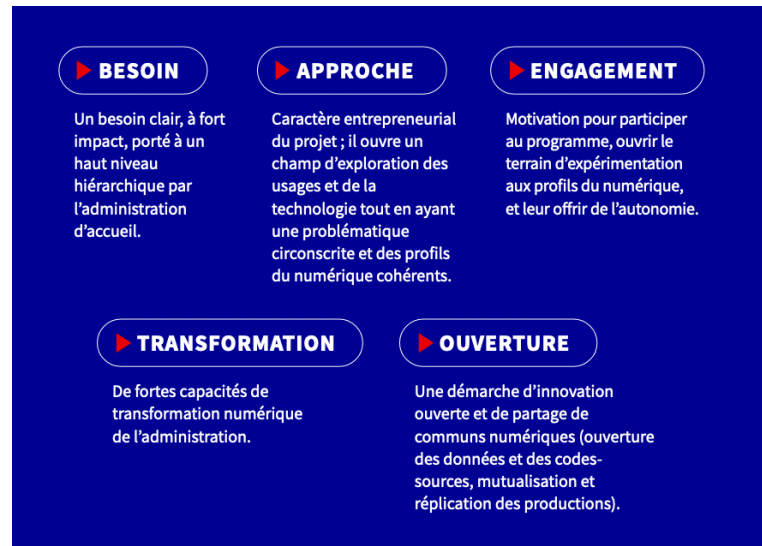 BESOIN
Un besoin clair, à fort
impact, porté à un
haut niveau
hiérarchique par
l’administration
d’accueil.
APPROCHE
Caractère entrepreneurial
du projet ; il ouvre un
champ d’exploration des
usages et de la
technologie tout en ayant
une problématique
circonscrite et des profils
du numérique cohérents.
ENGAGEMENT
Motivation pour participer
au programme, ouvrir le
terrain d’expérimentation
aux profils du numérique,
et leur offrir de l’autonomie.
TRANSFORMATION
De fortes capacités de
transformation numérique
de l’administration.
OUVERTURE
Une démarche d’innovation
ouverte et de partage de
communs numériques (ouverture
des données et des codes-
sources, mutualisation et
réplication des productions).